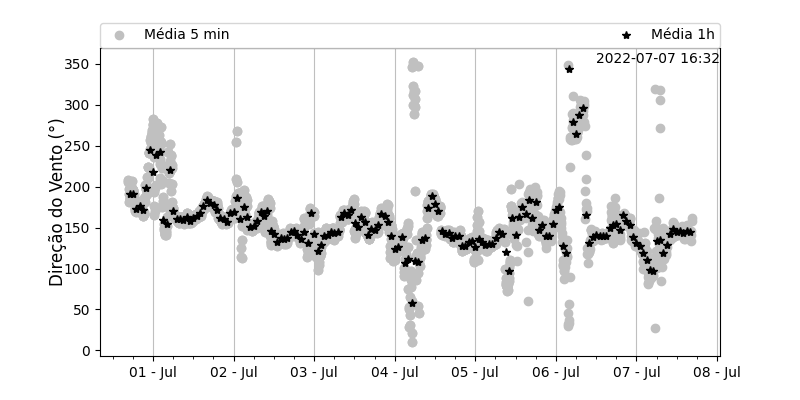 Média 5 min
Média 1h
2022-07-07 16:32
Direção do Vento (°)
350
300
250
200
150
100
50
0
01 - Jul
02 - Jul
03 - Jul
04 - Jul
05 - Jul
06 - Jul
07 - Jul
08 - Jul